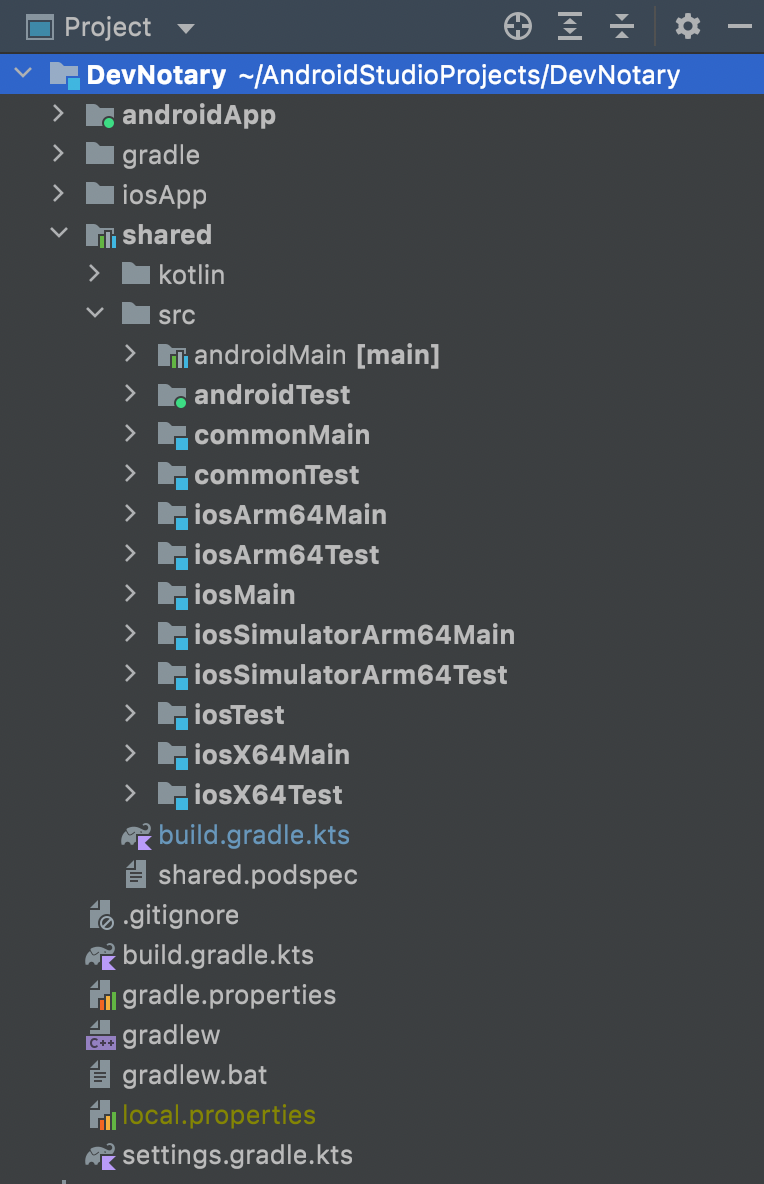 Project
DevNotary ~/AndroidStudioProjects/DevNotary
androidApp
gradle
iosApp
shared
kotlin
src
androidMain [main]
androidTest
commonMain
commonTest
iosArm64Main
iosArm64Test
iosMain
iosSimulatorArm64Main
iosSimulatorArm64Test
iosTest
iosX64Main
iosX64Test
build.gradle.kts
shared.podspec
.gitignore
build.gradle.kts
gradle.properties
C++ gradlew
gradlew.bat
local.properties
settings.gradle.kts